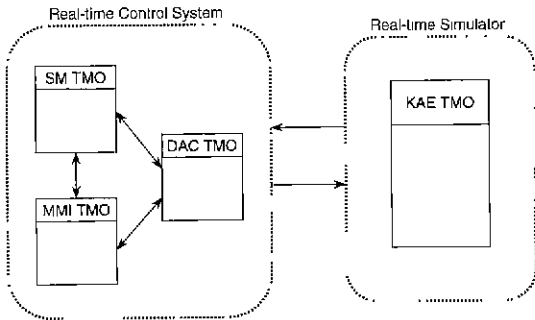 Real-time Control System
Real-time Simulator
SM TMO
KAE TMO
DAC TMO
MMI TMO